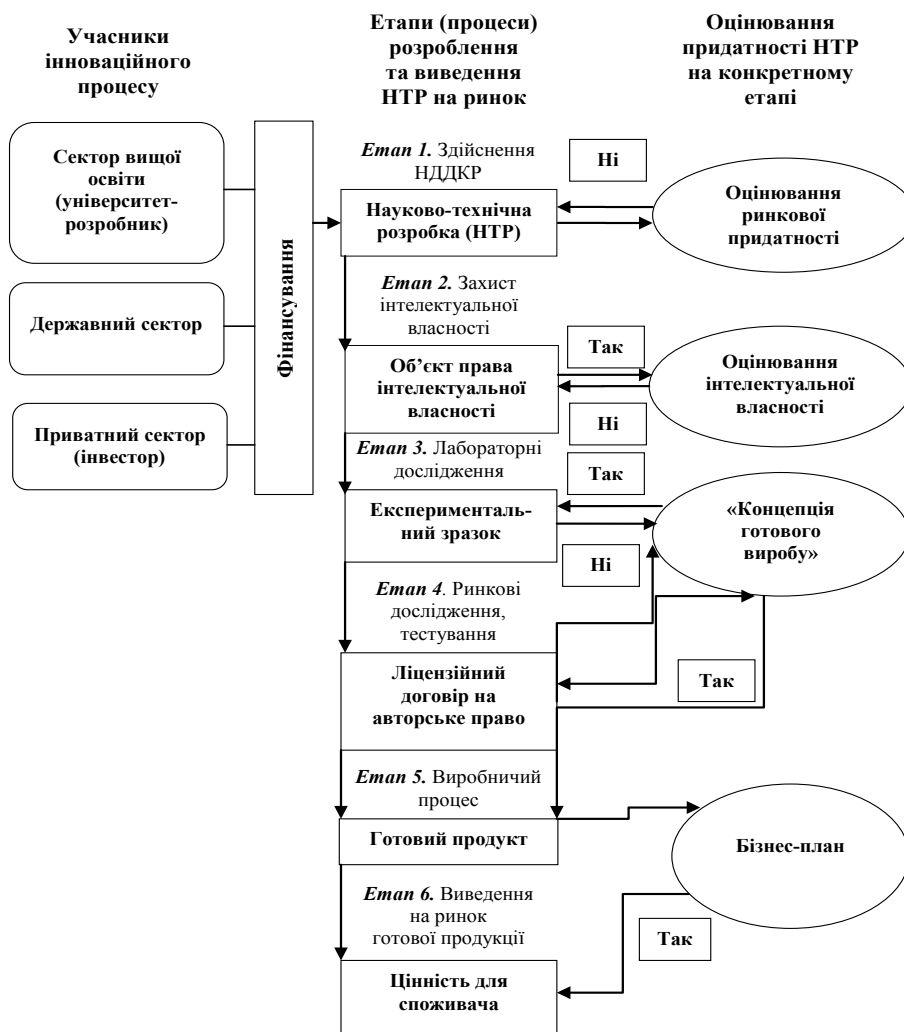 Учасники
інноваційного
процесу
Етапи (процеси)
розроблення
та виведення
НТР на ринок
Оцінювання
придатності НТР
на конкретному
етапі
Сектор вищої
освіти
(університет-
розробник)
Державний сектор
Приватний сектор
(інвестор)
Фінансування
Етап 1. Здійснення
НДДКР
Ні
Науково-технічна
розробка (НТР)
Оцінювання
ринкової
придатності
Етап 2. Захист
інтелектуальної
власності
Так
Об’єкт права
інтелектуальної
власності
Оцінювання
інтелектуальної
власності
Ні
Етап 3. Лабораторні
дослідження
Так
Експерименталь-
ний зразок
«Концепція
готового
виробу»
Ні
Етап 4. Ринкові
дослідження,
тестування
Ліцензійний
договір на
авторське право
Так
Етап 5. Виробничий
процес
Готовий продукт
Бізнес-план
Етап 6. Виведення
на ринок
готової продукції
Так
Цінність для
споживача